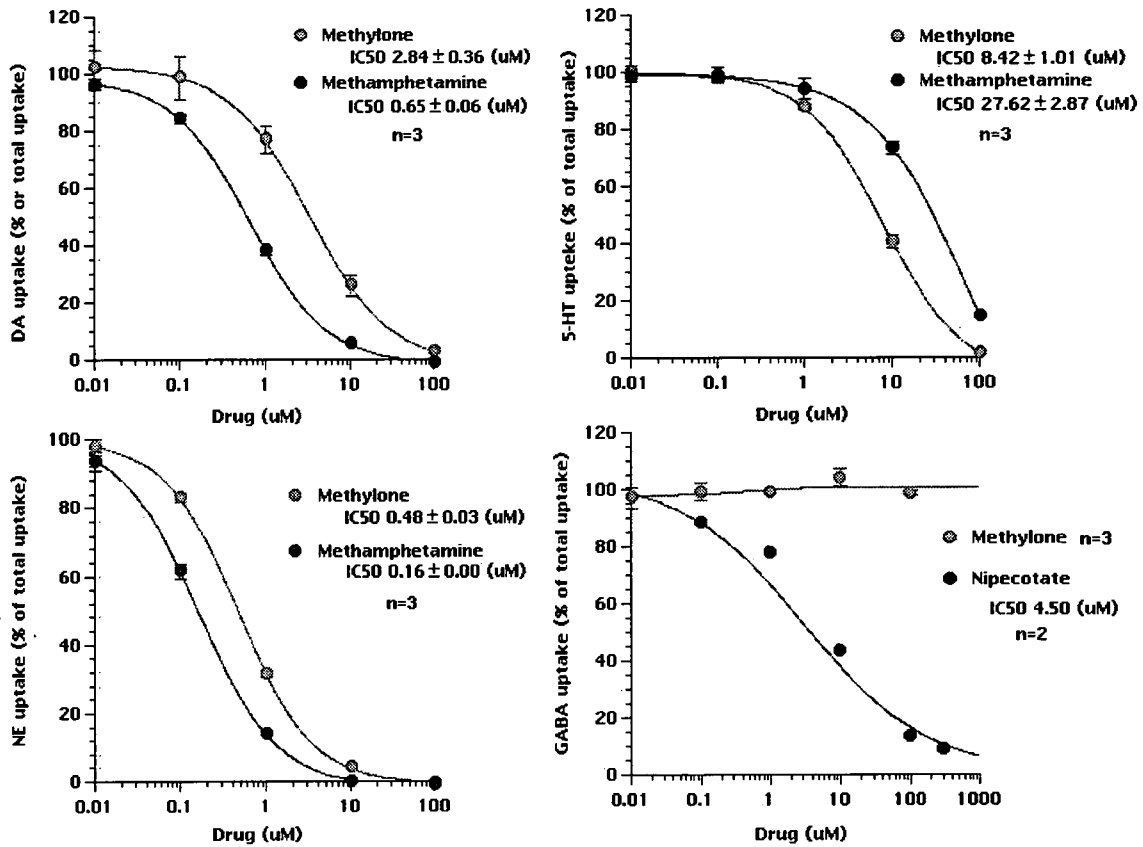 120
100
80
60
40
20
0
0.01 0.1 1 10 100
Drug (uM)
DA uptake (% or total uptake)
Methylone
IC50 2.84 ± 0.36 (uM)
Methamphetamine
IC50 0.65 ± 0.06 (uM)
n=3
120
100
80
60
40
20
0
0.01 0.1 1 10 100
Drug (uM)
5-HT upteke (% of total uptake)
Methylone
IC50 8.42 ± 1.01 (uM)
Methamphetamine
IC50 27.62 ± 2.87 (uM)
n=3
100
80
60
40
20
0
0.01 0.1 1 10 100
Drug (uM)
NE uptake (% of total uptake)
Methylone
IC50 0.48 ± 0.03 (uM)
Methamphetamine
IC50 0.16 ± 0.00 (uM)
n=3
120
100
80
60
40
20
0
0.01 0.1 1 10 100 1000
Drug (uM)
GABA uptake (% of total uptake)
Methylone n=3
Nipecotate
IC50 4.50 (uM)
n=2